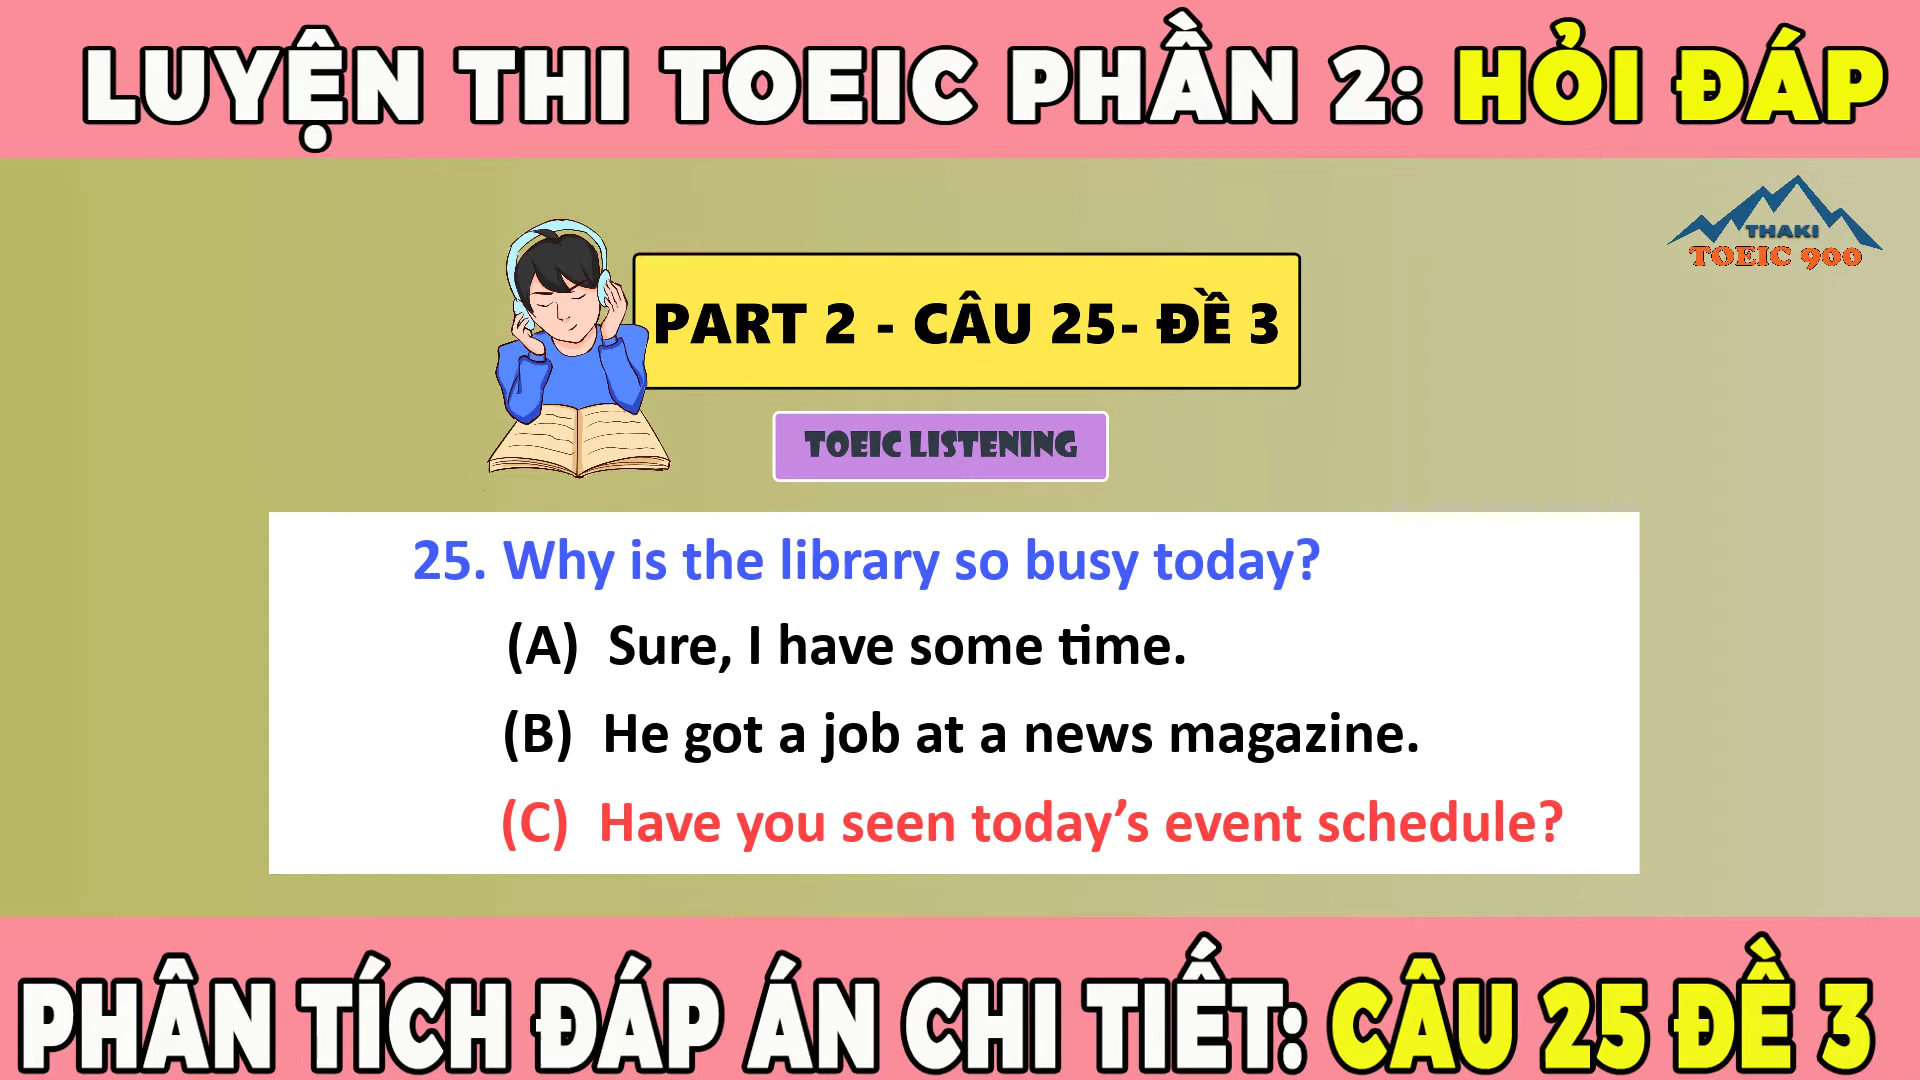 LUYỆN THI TOEIC PHẦN 2: HỎI ĐÁP
THAKI
TOEIC 900
PART 2 - CÂU 25- ĐỀ 3
TOEIC LISTENING
25. Why is the library so busy today?
(A) Sure, I have some time.
(B) He got a job at a news magazine.
(C) Have you seen today’s event schedule?
PHÂN TÍCH ĐÁP ÁN CHI TIẾT: CÂU 25 ĐỀ 3